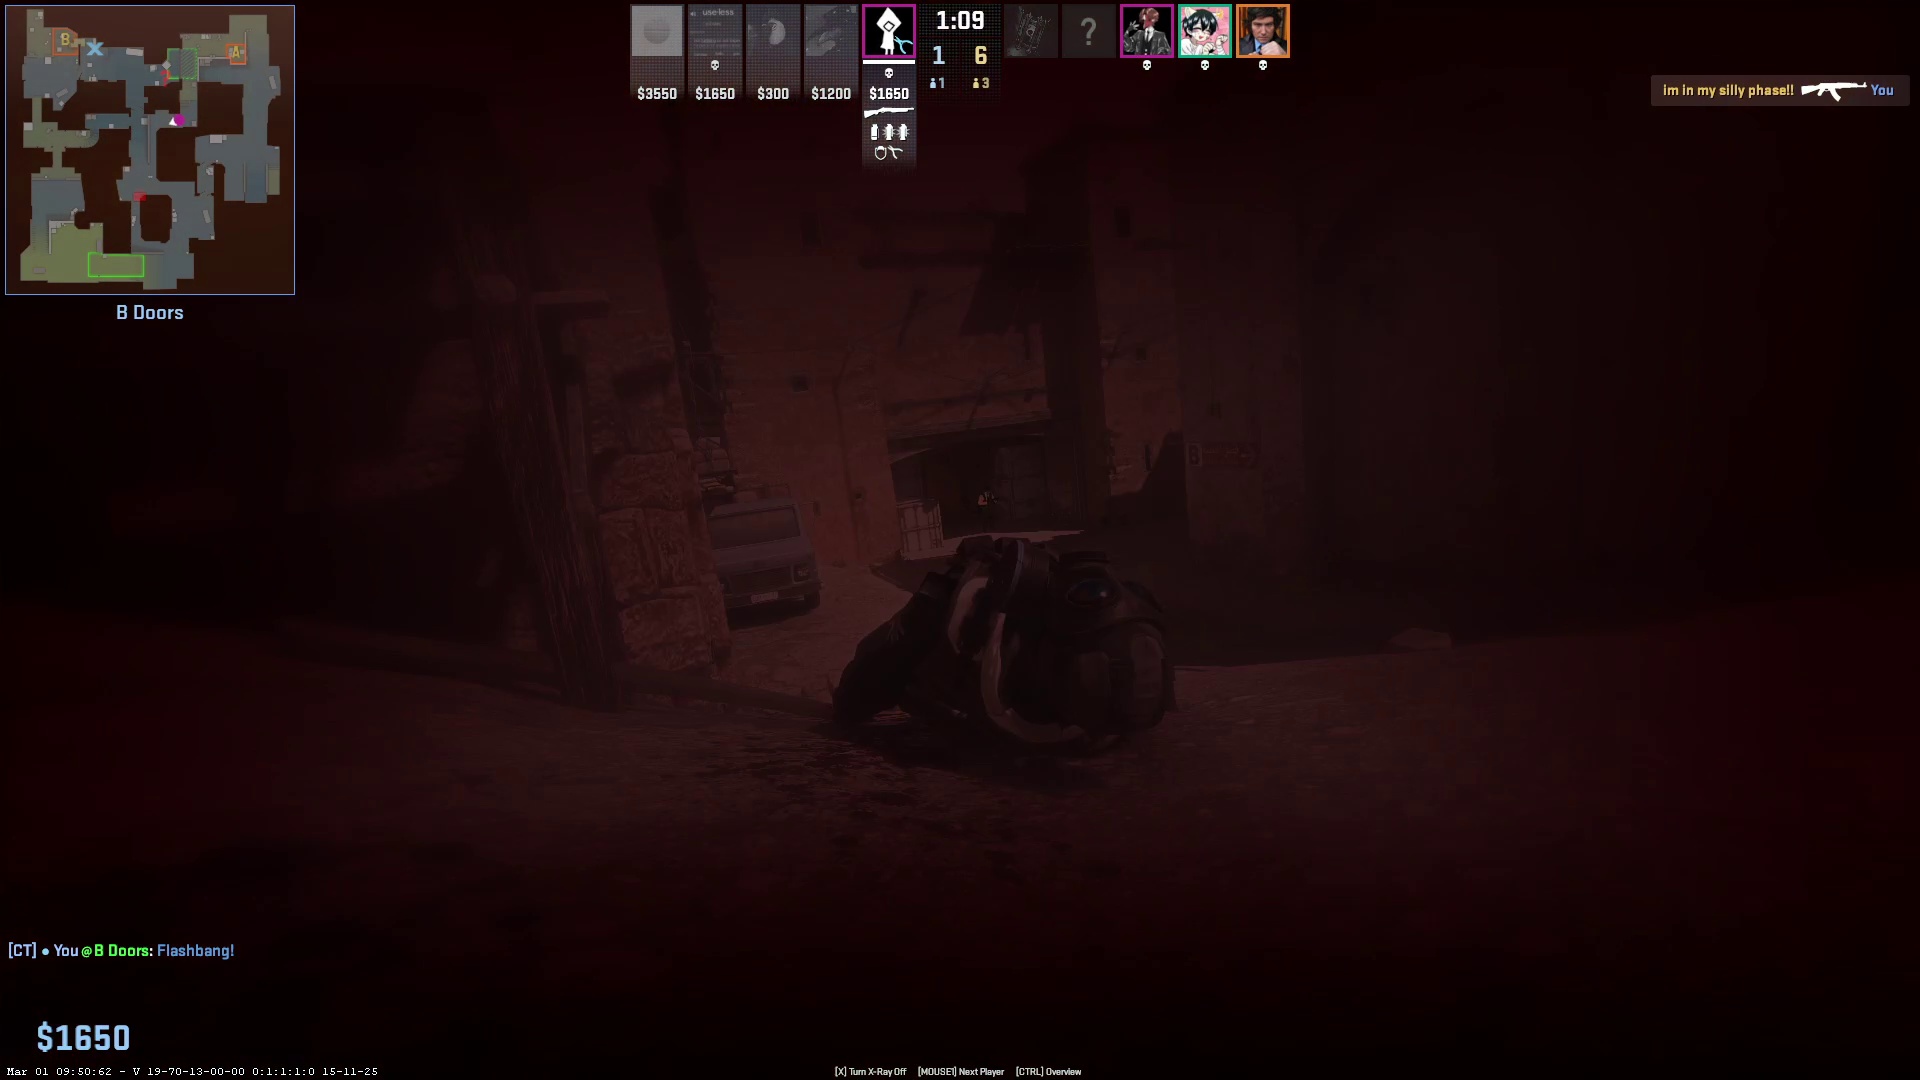 B
A
B Doors
use-less
$3550
$1650
$300
$1200
$1650
1:09
1
6
1
3
?
im in my silly phase!! You
B
[CT] ● You @ B Doors: Flashbang!
$1650
Mar 01 09:50:62 - V 19-70-13-00-00 0:1:1:1:0 15-11-25
[X] Turn X-Ray Off [MOUSE1] Next Player [CTRL] Overview